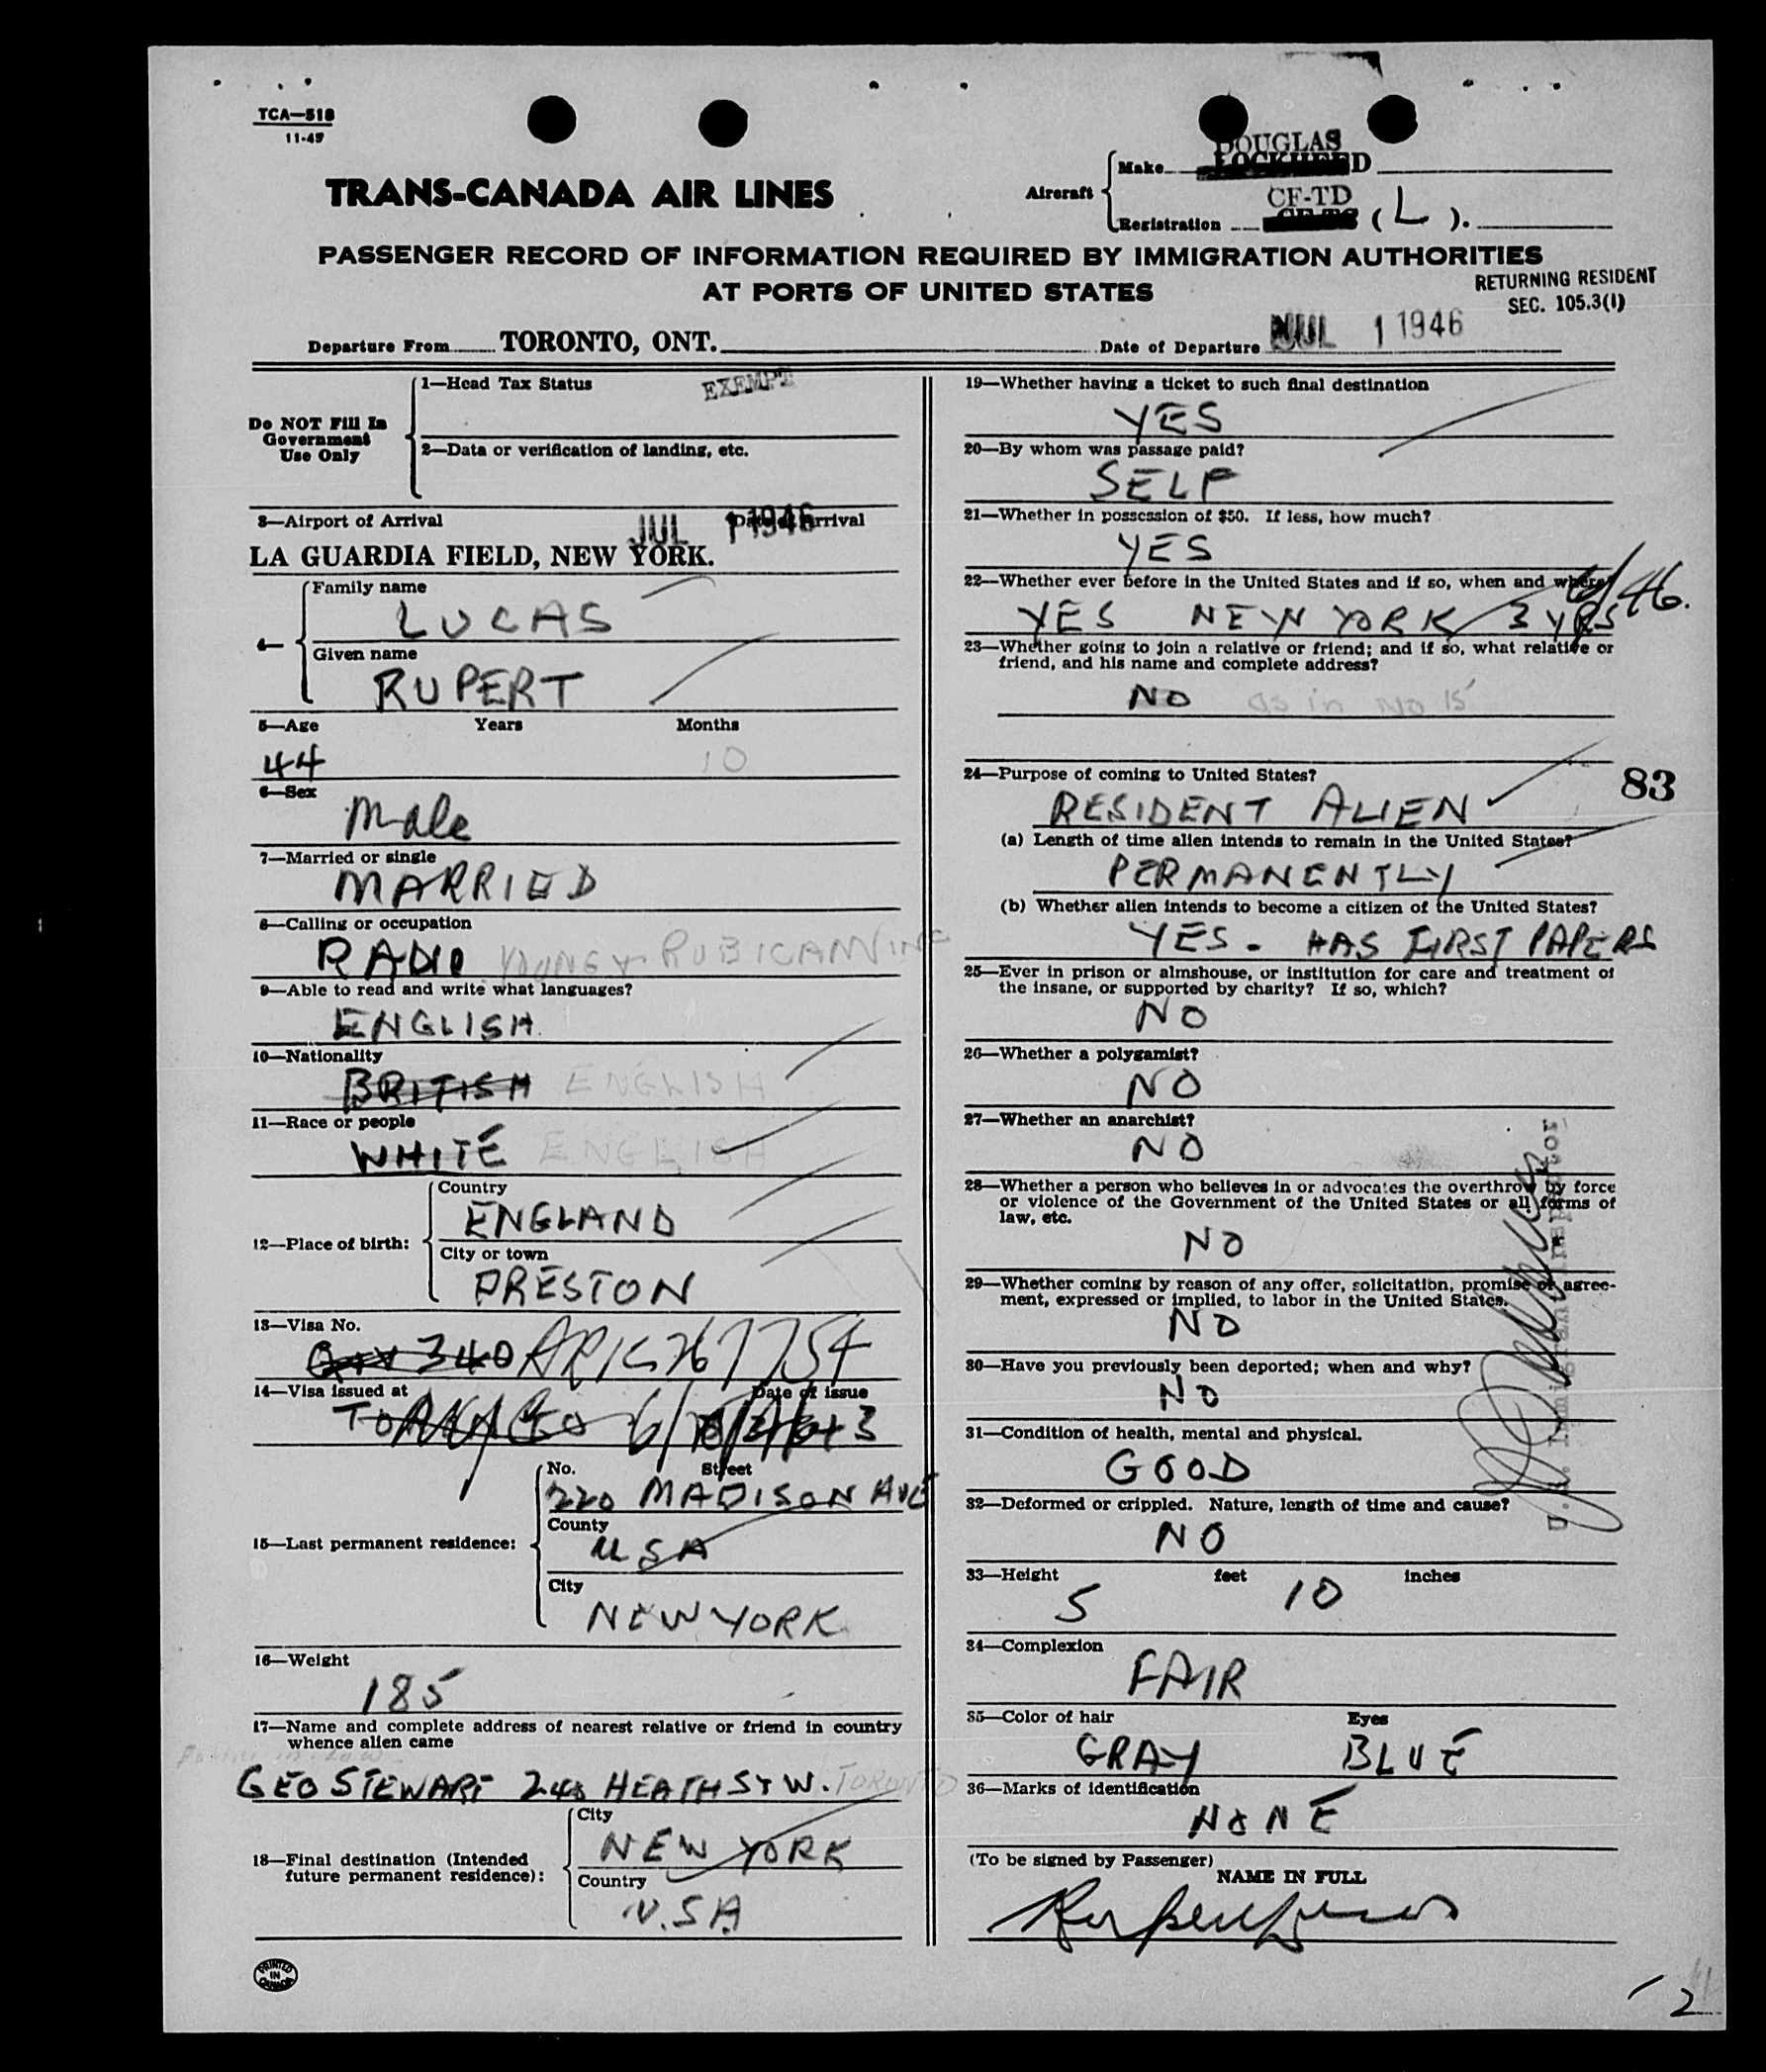 TCA—518
11-45
TRANS-CANADA AIR LINES
Aircraft
Make
DOUGLAS
LOCKHEED
Registration
CF-TD
( L ).
PASSENGER RECORD OF INFORMATION REQUIRED BY IMMIGRATION AUTHORITIES
AT PORTS OF UNITED STATES
RETURNING RESIDENT
SEC. 105.3(1)
Departure From TORONTO, ONT.
Date of Departure JUL 1 1946
Do NOT Fill In
Government
Use Only
1—Head Tax Status EXEMPT
2—Data or verification of landing, etc.
3—Airport of Arrival
Date of Arrival
JUL 1 1946
LA GUARDIA FIELD, NEW YORK.
4—
Family name
LUCAS
Given name
RUPERT
5—Age Years Months
44 10
6—Sex
Male
7—Married or single
MARRIED
8—Calling or occupation
RADIO YOUNG + RUBICAM INC
9—Able to read and write what languages?
ENGLISH
10—Nationality
BRITISH ENGLISH
11—Race or people
WHITE ENGLISH
12—Place of birth:
Country
ENGLAND
City or town
PRESTON
13—Visa No.
340
14—Visa issued at Date of issue
TORONTO
15—Last permanent residence:
No. Street
220 MADISON AVE
County
USA
City
NEW YORK
16—Weight
185
17—Name and complete address of nearest relative or friend in country
whence alien came
GEO STEWART HEATH ST W. TORONTO
18—Final destination (Intended
future permanent residence):
City
NEW YORK
Country
U.S.A
PRINTED
IN
CANADA
19—Whether having a ticket to such final destination
YES
20—By whom was passage paid?
SELF
21—Whether in possession of $50. If less, how much?
YES
22—Whether ever before in the United States and if so, when and where?
YES NEW YORK 3 YRS 6/46.
23—Whether going to join a relative or friend; and if so, what relative or
friend, and his name and complete address?
NO as in No 15
24—Purpose of coming to United States?
RESIDENT ALIEN
83
(a) Length of time alien intends to remain in the United States?
PERMANENTLY
(b) Whether alien intends to become a citizen of the United States?
YES - HAS FIRST PAPERS
25—Ever in prison or almshouse, or institution for care and treatment of
the insane, or supported by charity? If so, which?
NO
26—Whether a polygamist?
NO
27—Whether an anarchist?
NO
28—Whether a person who believes in or advocates the overthrow by force
or violence of the Government of the United States or all forms of
law, etc.
NO
29—Whether coming by reason of any offer, solicitation, promise or agree-
ment, expressed or implied, to labor in the United States.
NO
30—Have you previously been deported; when and why?
NO
31—Condition of health, mental and physical.
GOOD
32—Deformed or crippled. Nature, length of time and cause?
NO
33—Height feet inches
5 10
34—Complexion
FAIR
35—Color of hair Eyes
GRAY BLUE
36—Marks of identification
NONE
(To be signed by Passenger)
NAME IN FULL
Rupert Lucas
U.S. Immigrant Inspector
2